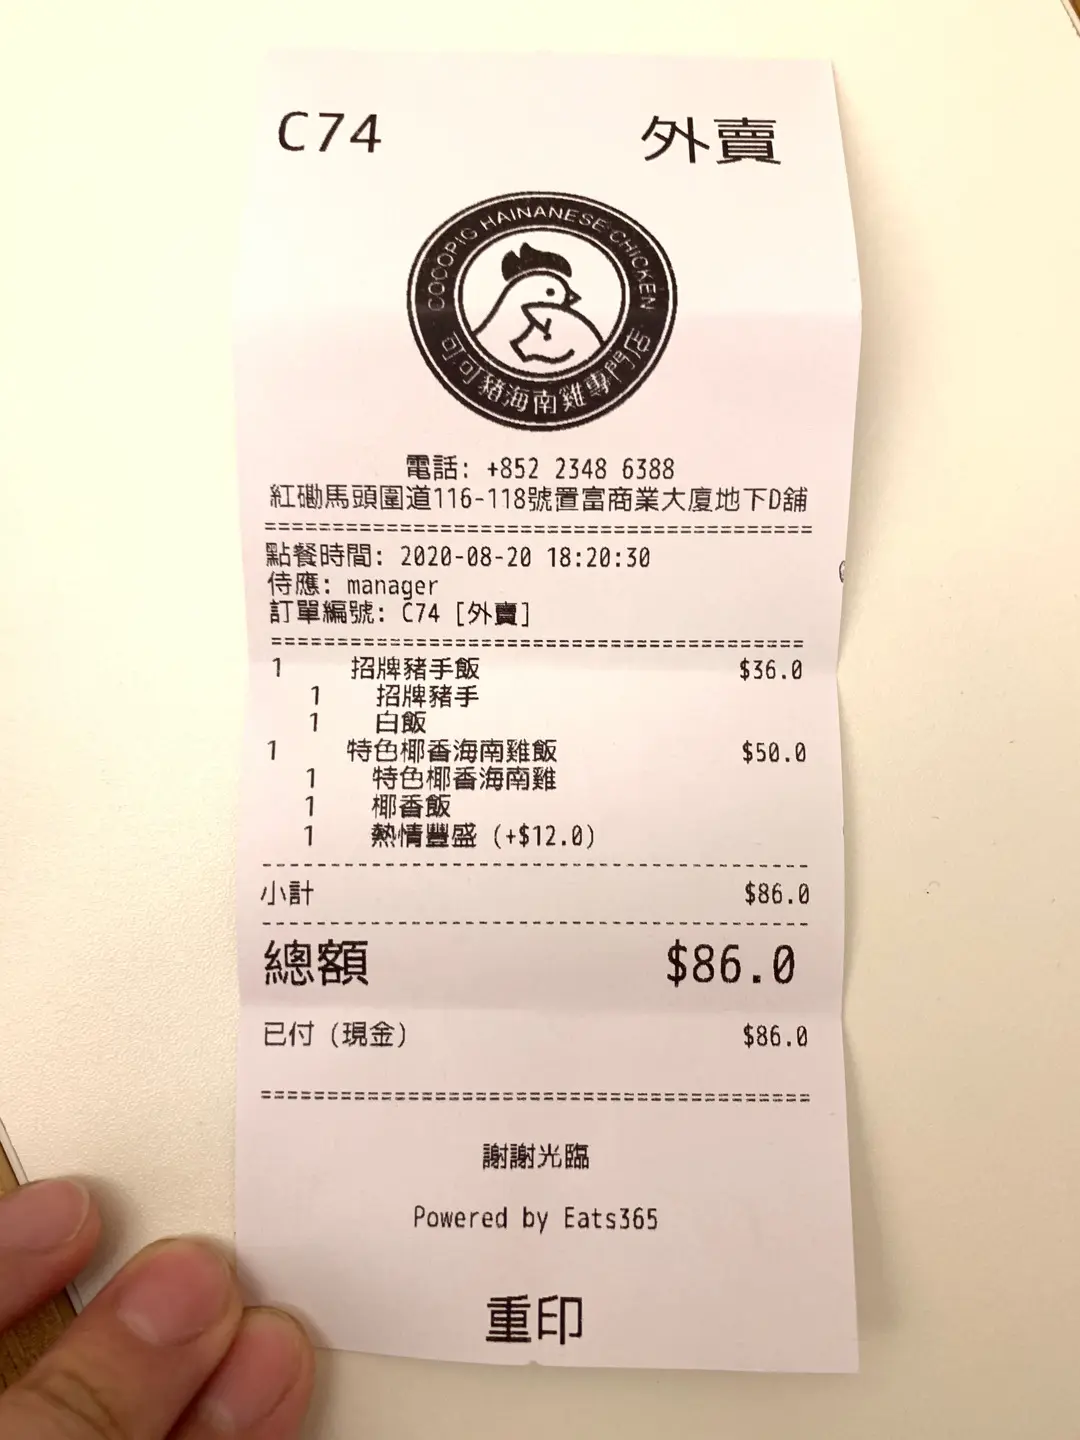 C74 外賣
COCOPIG HAINANESE CHICKEN
可可豬海南雞專門店
電話: +852 2348 6388
紅磡馬頭圍道116-118號置富商業大廈地下D舖
========================================
點餐時間: 2020-08-20 18:20:30
侍應: manager
訂單編號: C74 [外賣]
========================================
1 招牌豬手飯 $36.0
1 招牌豬手
1 白飯
1 特色椰香海南雞飯 $50.0
1 特色椰香海南雞
1 椰香飯
1 熱情豐盛 (+$12.0)
----------------------------------------
小計 $86.0
----------------------------------------
總額 $86.0
已付 (現金) $86.0
========================================
謝謝光臨
Powered by Eats365
重印